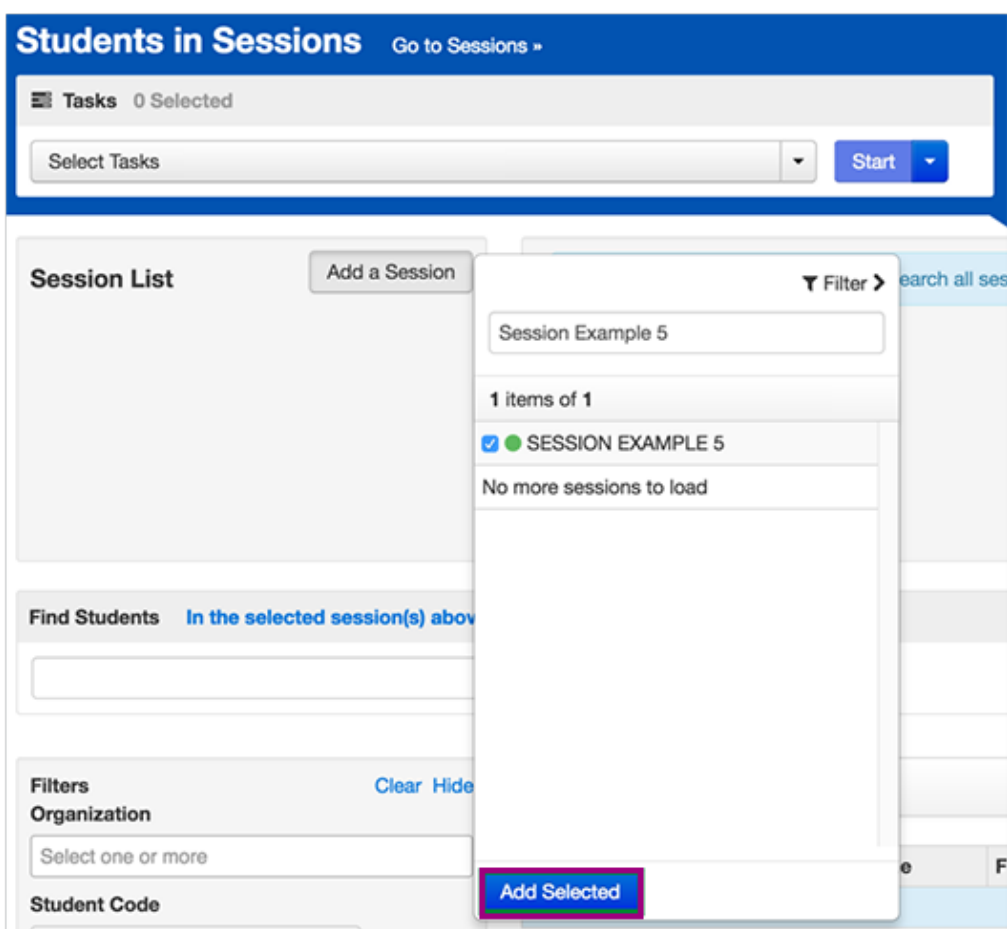 Students in Sessions Go to Sessions »
Tasks 0 Selected
Select Tasks
Start
Session List
Add a Session
Filter
earch all ses
Session Example 5
1 items of 1
SESSION EXAMPLE 5
No more sessions to load
Find Students In the selected session(s) abov
Filters
Clear Hide
Organization
Select one or more
Student Code
Add Selected
e
F